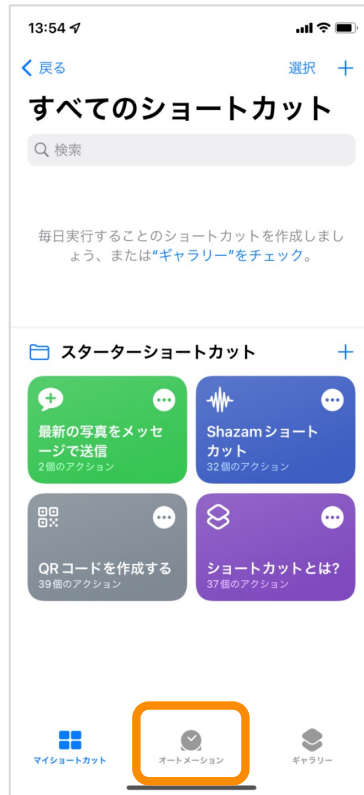 13:54
戻る
選択
すべてのショートカット
検索
毎日実行することのショートカットを作成しまし
ょう、または“ギャラリー”をチェック。
スターターショートカット
最新の写真をメッセ
ージで送信
2個のアクション
Shazamショート
カット
32個のアクション
QRコードを作成する
39個のアクション
ショートカットとは?
37個のアクション
マイショートカット
オートメーション
ギャラリー